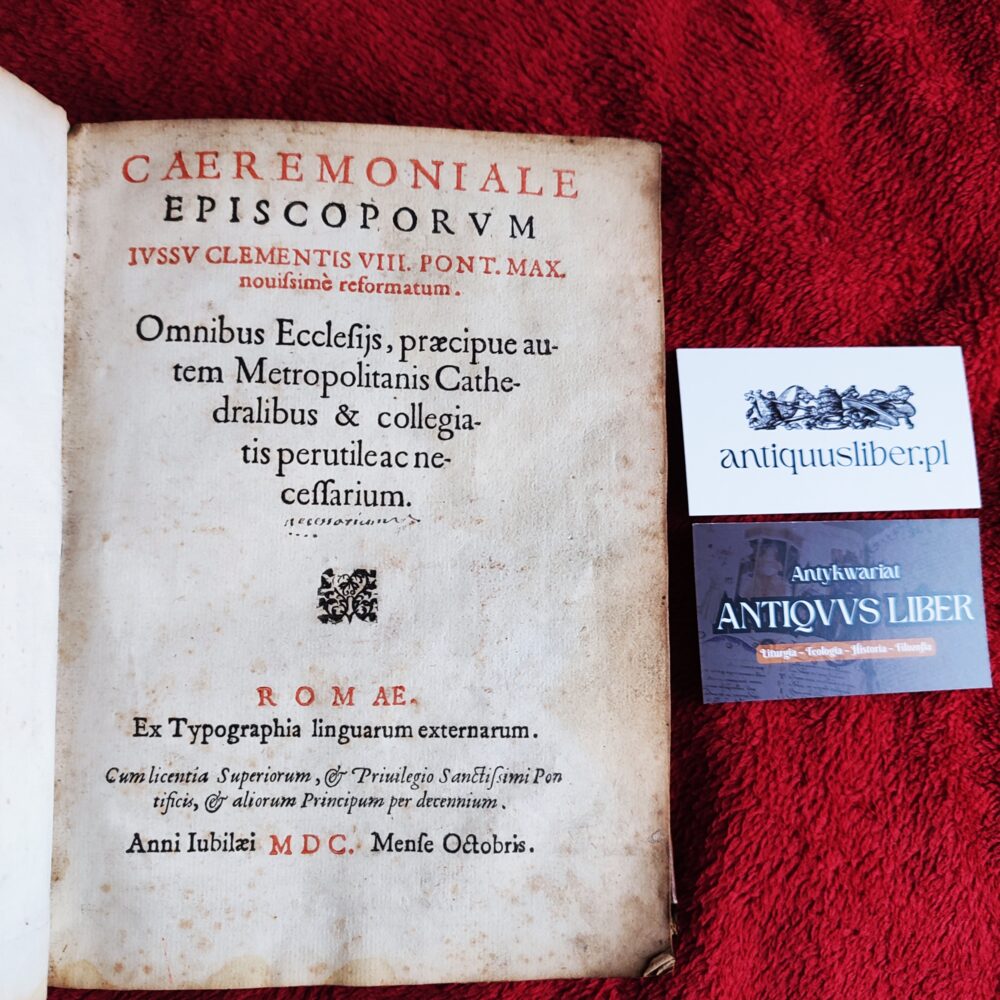 CAEREMONIALE
EPISCOPORVM
IVSSV CLEMENTIS VIII. PONT. MAX.
nouiſsimè reformatum.
Omnibus Eccleſijs, præcipue au-
tem Metropolitanis Cathe-
dralibus & collegia-
tis perutile ac ne-
ceſſarium.
necessarium
ROMAE.
Ex Typographia linguarum externarum.
Cum licentia Superiorum, & Priuilegio Sanctiſsimi Pon
tificis, & aliorum Principum per decennium.
Anni Iubilæi MDC. Menſe Octobris.
antiquusliber.pl
Antykwariat
ANTIQVVS LIBER
Liturgia - Teologia - Historia - Filozofia